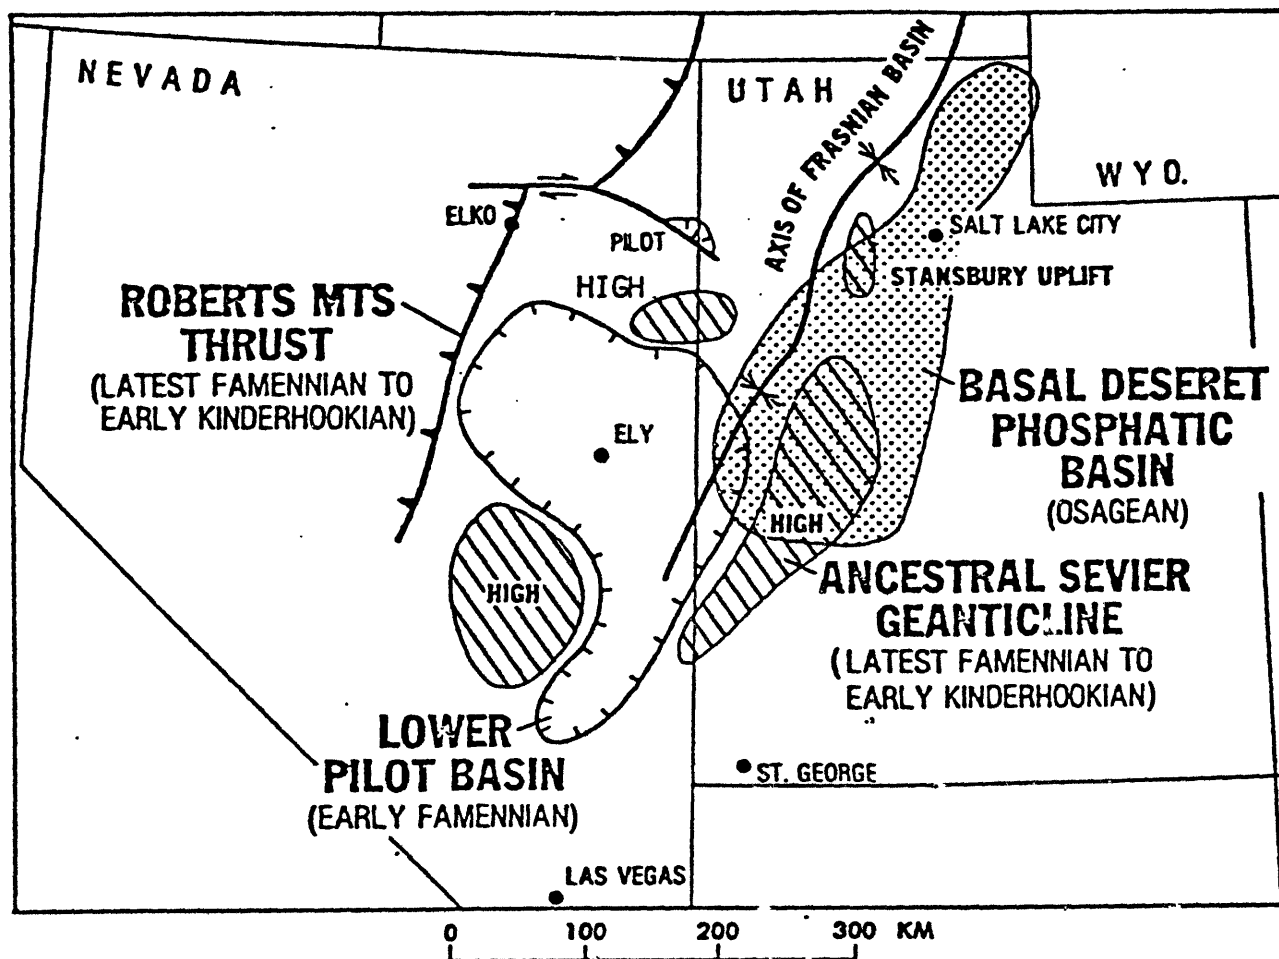 NEVADA
UTAH
AXIS OF FRASNIAN BASIN
WYO.
ELKO
PILOT
HIGH
SALT LAKE CITY
STANSBURY UPLIFT
ROBERTS MTS
THRUST
(LATEST FAMENNIAN TO
EARLY KINDERHOOKIAN)
BASAL DESERET
PHOSPHATIC
BASIN
(OSAGEAN)
ELY
HIGH
HIGH
ANCESTRAL SEVIER
GEANTICLINE
(LATEST FAMENNIAN TO
EARLY KINDERHOOKIAN)
LOWER
PILOT BASIN
(EARLY FAMENNIAN)
ST. GEORGE
LAS VEGAS
0 100 200 300 KM